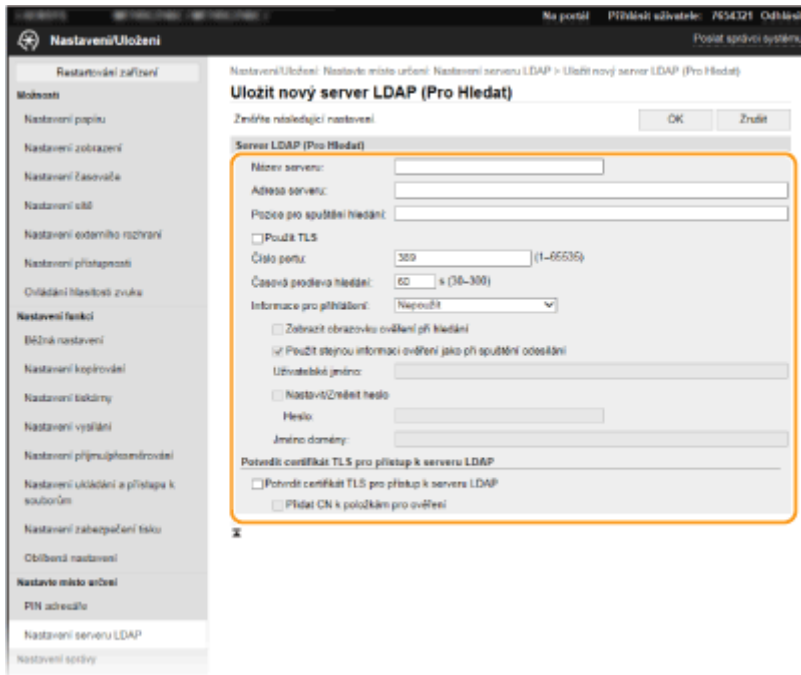 Na portál Přihlásit uživatele: 7654321 Odhlásit
Nastavení/Uložení
Poslat správci systému
Restartování zařízení
Možnosti
Nastavení papíru
Nastavení zobrazení
Nastavení časovače
Nastavení sítě
Nastavení externího rozhraní
Nastavení přístupnosti
Ovládání hlasitosti zvuku
Nastavení funkcí
Běžná nastavení
Nastavení kopírování
Nastavení tiskárny
Nastavení vysílání
Nastavení příjmu/přesměrování
Nastavení ukládání a přístupu k
souborům
Nastavení zabezpečení tisku
Oblíbená nastavení
Nastavte místo určení
PIN adresáře
Nastavení serveru LDAP
Nastavení správy
Nastavení/Uložení: Nastavte místo určení: Nastavení serveru LDAP > Uložit nový server LDAP (Pro Hledat)
Uložit nový server LDAP (Pro Hledat)
Změňte následující nastavení.
OK Zrušit
Server LDAP (Pro Hledat)
Název serveru:
Adresa serveru:
Pozice pro spuštění hledání:
Použít TLS
Číslo portu: 389 (1–65535)
Časová prodleva hledání: 60 s (30–300)
Informace pro přihlášení: Nepoužít
Zobrazit obrazovku ověření při hledání
Použít stejnou informaci ověření jako při spuštění odesílání
Uživatelské jméno:
Nastavit/Změnit heslo
Heslo:
Jméno domény:
Potvrdit certifikát TLS pro přístup k serveru LDAP
Potvrdit certifikát TLS pro přístup k serveru LDAP
Přidat CN k položkám pro ověření